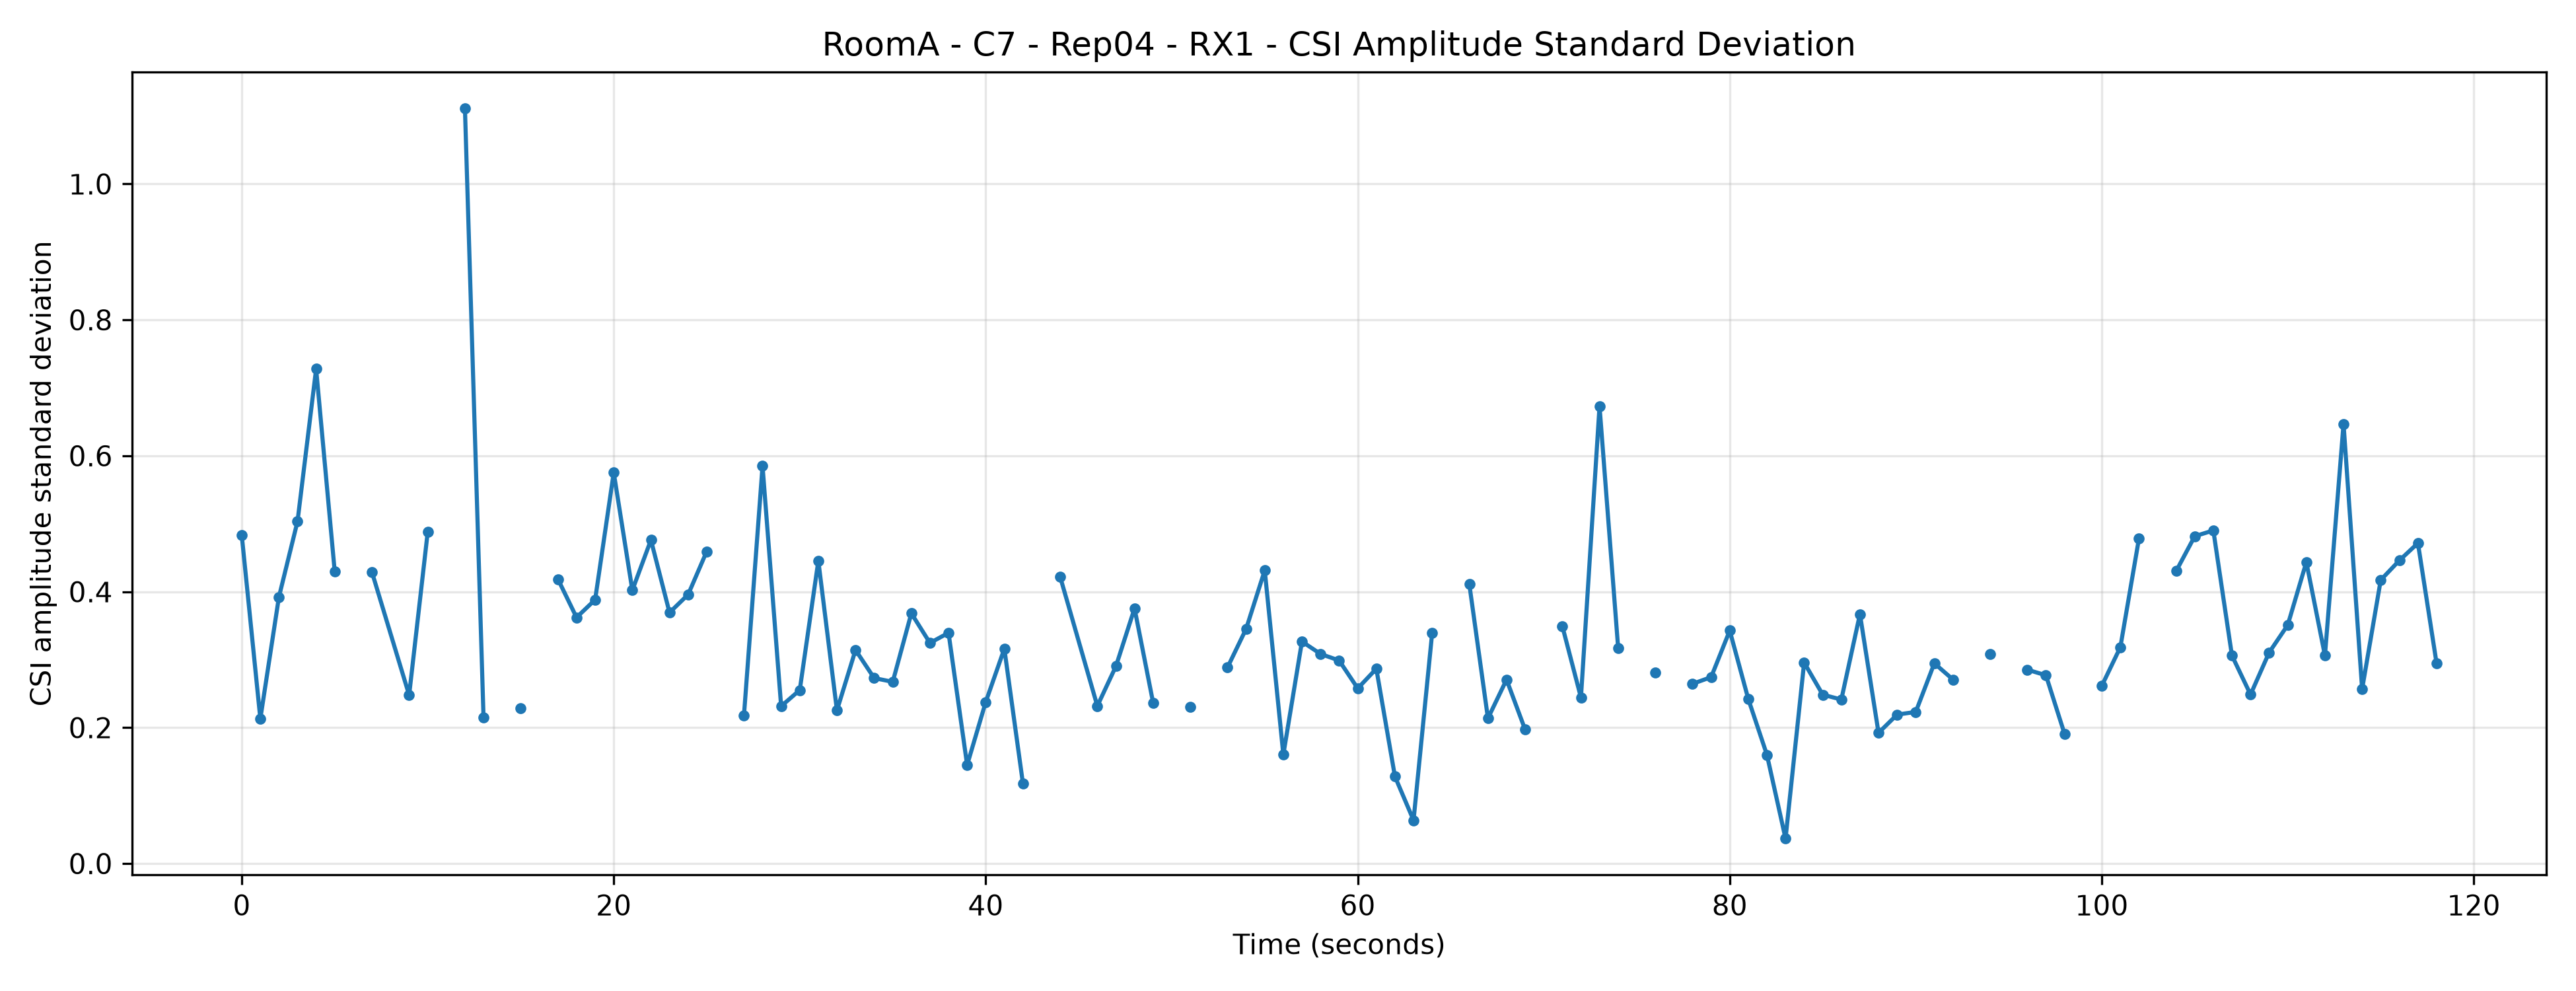 RoomA - C7 - Rep04 - RX1 - CSI Amplitude Standard Deviation
CSI amplitude standard deviation
1.0
0.8
0.6
0.4
0.2
0.0
0 20 40 60 80 100 120
Time (seconds)